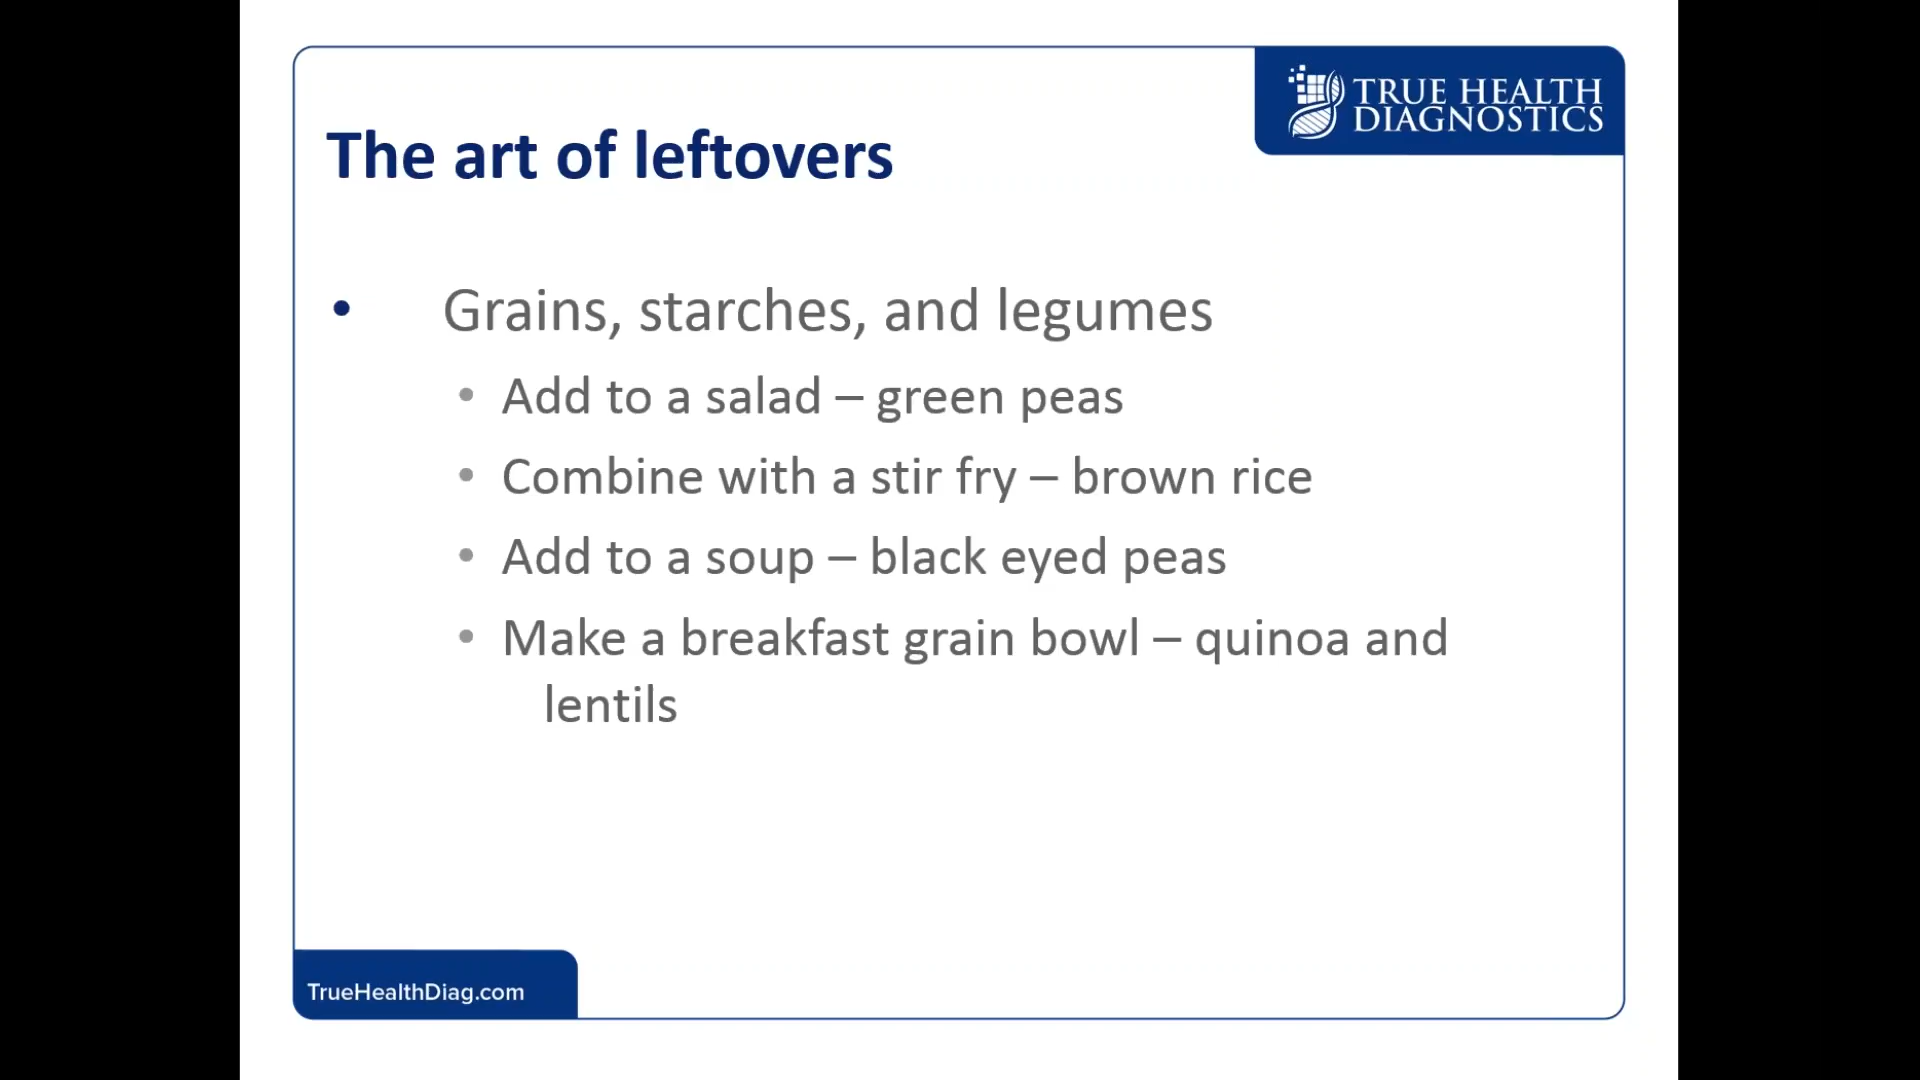 TRUE HEALTH
DIAGNOSTICS
The art of leftovers
• Grains, starches, and legumes
• Add to a salad – green peas
• Combine with a stir fry – brown rice
• Add to a soup – black eyed peas
• Make a breakfast grain bowl – quinoa and
lentils
TrueHealthDiag.com